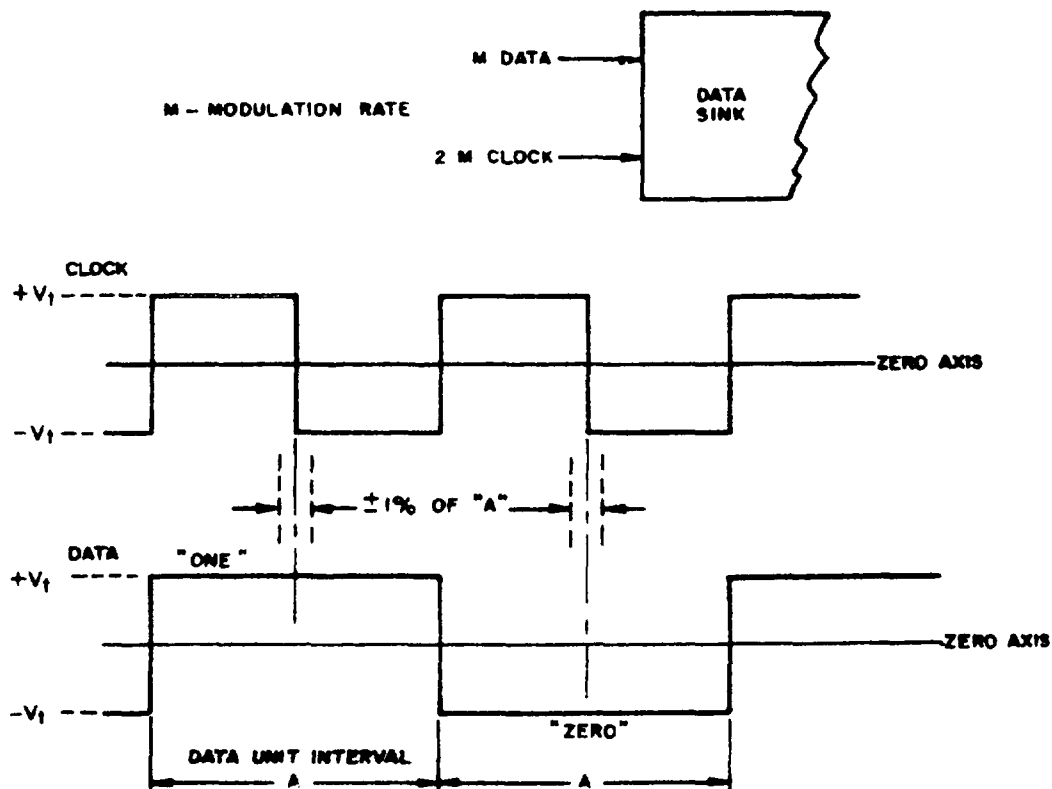 M DATA
M – MODULATION RATE
DATA
SINK
2 M CLOCK
CLOCK
+V₁
ZERO AXIS
-V₁
±1% OF "A"
DATA
"ONE"
+V₁
ZERO AXIS
-V₁
"ZERO"
DATA UNIT INTERVAL
A
A